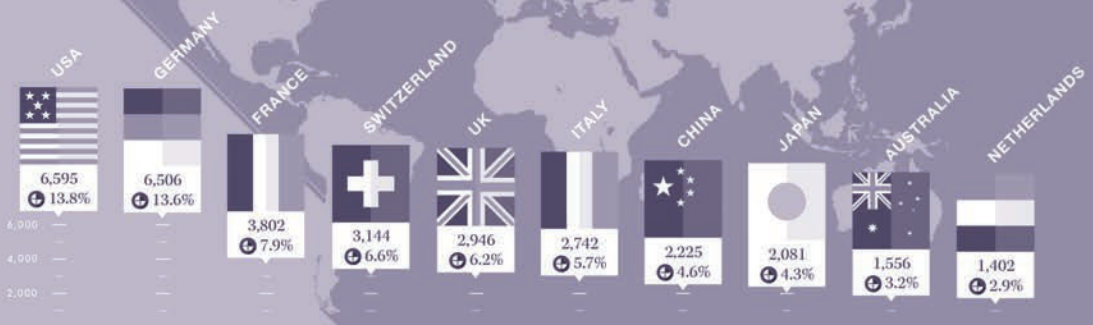 USA
GERMANY
FRANCE
SWITZERLAND
UK
ITALY
CHINA
JAPAN
AUSTRALIA
NETHERLANDS
6,595
13.8%
6,506
13.6%
3,802
7.9%
3,144
6.6%
2,946
6.2%
2,742
5.7%
2,225
4.6%
2,081
4.3%
1,556
3.2%
1,402
2.9%
6,000
4,000
2,000